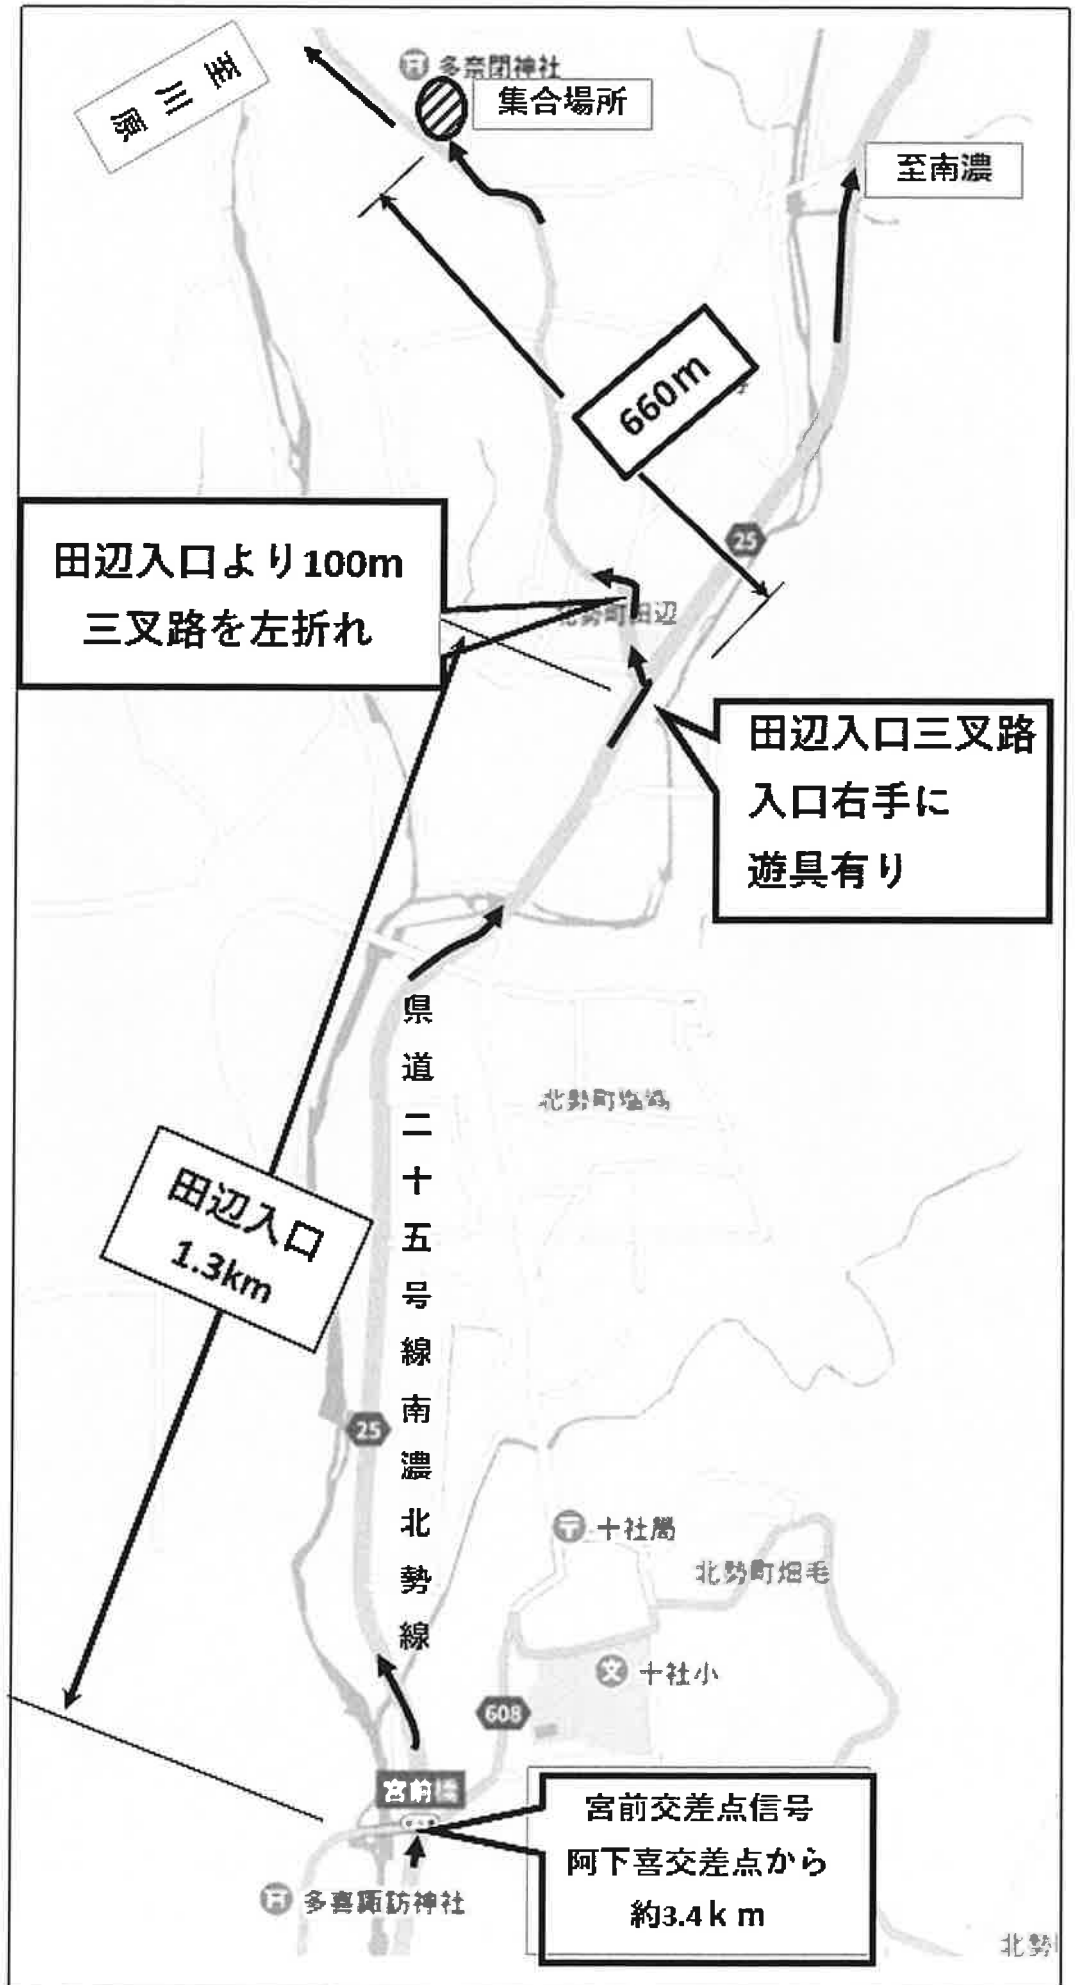 至川原
多奈閉神社
集合場所
至南濃
660m
25
田辺入口より100m
三叉路を左折れ
北勢町田辺
田辺入口三叉路
入口右手に
遊具有り
県道二十五号線南濃北勢線
北勢町塩崎
田辺入口
1.3km
25
十社局
北勢町畑毛
十社小
608
宮前橋
宮前交差点信号
阿下喜交差点から
約3.4km
多喜諏訪神社
北勢